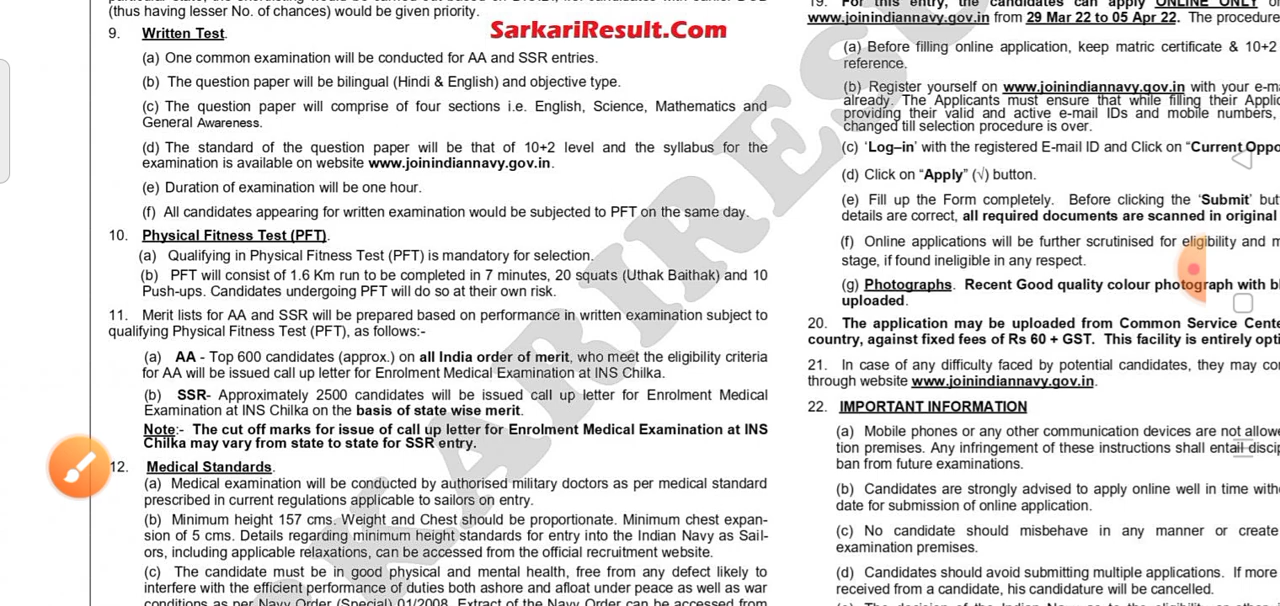 (thus having lesser No. of chances) would be given priority.
SarkariResult.Com
9. Written Test.
(a) One common examination will be conducted for AA and SSR entries.
(b) The question paper will be bilingual (Hindi & English) and objective type.
(c) The question paper will comprise of four sections i.e. English, Science, Mathematics and
General Awareness.
(d) The standard of the question paper will be that of 10+2 level and the syllabus for the
examination is available on website www.joinindiannavy.gov.in.
(e) Duration of examination will be one hour.
(f) All candidates appearing for written examination would be subjected to PFT on the same day.
10. Physical Fitness Test (PFT).
(a) Qualifying in Physical Fitness Test (PFT) is mandatory for selection.
(b) PFT will consist of 1.6 Km run to be completed in 7 minutes, 20 squats (Uthak Baithak) and 10
Push-ups. Candidates undergoing PFT will do so at their own risk.
11. Merit lists for AA and SSR will be prepared based on performance in written examination subject to
qualifying Physical Fitness Test (PFT), as follows:-
(a) AA - Top 600 candidates (approx.) on all India order of merit, who meet the eligibility criteria
for AA will be issued call up letter for Enrolment Medical Examination at INS Chilka.
(b) SSR- Approximately 2500 candidates will be issued call up letter for Enrolment Medical
Examination at INS Chilka on the basis of state wise merit.
Note:- The cut off marks for issue of call up letter for Enrolment Medical Examination at INS
Chilka may vary from state to state for SSR entry.
12. Medical Standards.
(a) Medical examination will be conducted by authorised military doctors as per medical standard
prescribed in current regulations applicable to sailors on entry.
(b) Minimum height 157 cms. Weight and Chest should be proportionate. Minimum chest expan-
sion of 5 cms. Details regarding minimum height standards for entry into the Indian Navy as Sail-
ors, including applicable relaxations, can be accessed from the official recruitment website.
(c) The candidate must be in good physical and mental health, free from any defect likely to
interfere with the efficient performance of duties both ashore and afloat under peace as well as war
conditions as per Navy Order (Special) 01/2008. Extract of the Navy Order can be accessed from
19. For this entry, the candidates can apply ONLINE ONLY
www.joinindiannavy.gov.in from 29 Mar 22 to 05 Apr 22. The procedure
(a) Before filling online application, keep matric certificate & 10+2
reference.
(b) Register yourself on www.joinindiannavy.gov.in with your e-m
already. The Applicants must ensure that while filling their Applic
providing their valid and active e-mail IDs and mobile numbers,
changed till selection procedure is over.
(c) 'Log–in' with the registered E-mail ID and Click on “Current Oppo
(d) Click on “Apply” (√) button.
(e) Fill up the Form completely. Before clicking the 'Submit' but
details are correct, all required documents are scanned in original
(f) Online applications will be further scrutinised for eligibility and m
stage, if found ineligible in any respect.
(g) Photographs. Recent Good quality colour photograph with b
uploaded.
20. The application may be uploaded from Common Service Cent
country, against fixed fees of Rs 60 + GST. This facility is entirely opti
21. In case of any difficulty faced by potential candidates, they may co
through website www.joinindiannavy.gov.in.
22. IMPORTANT INFORMATION
(a) Mobile phones or any other communication devices are not allow
tion premises. Any infringement of these instructions shall entail discip
ban from future examinations.
(b) Candidates are strongly advised to apply online well in time with
date for submission of online application.
(c) No candidate should misbehave in any manner or create
examination premises.
(d) Candidates should avoid submitting multiple applications. If more
received from a candidate, his candidature will be cancelled.
KARIRES